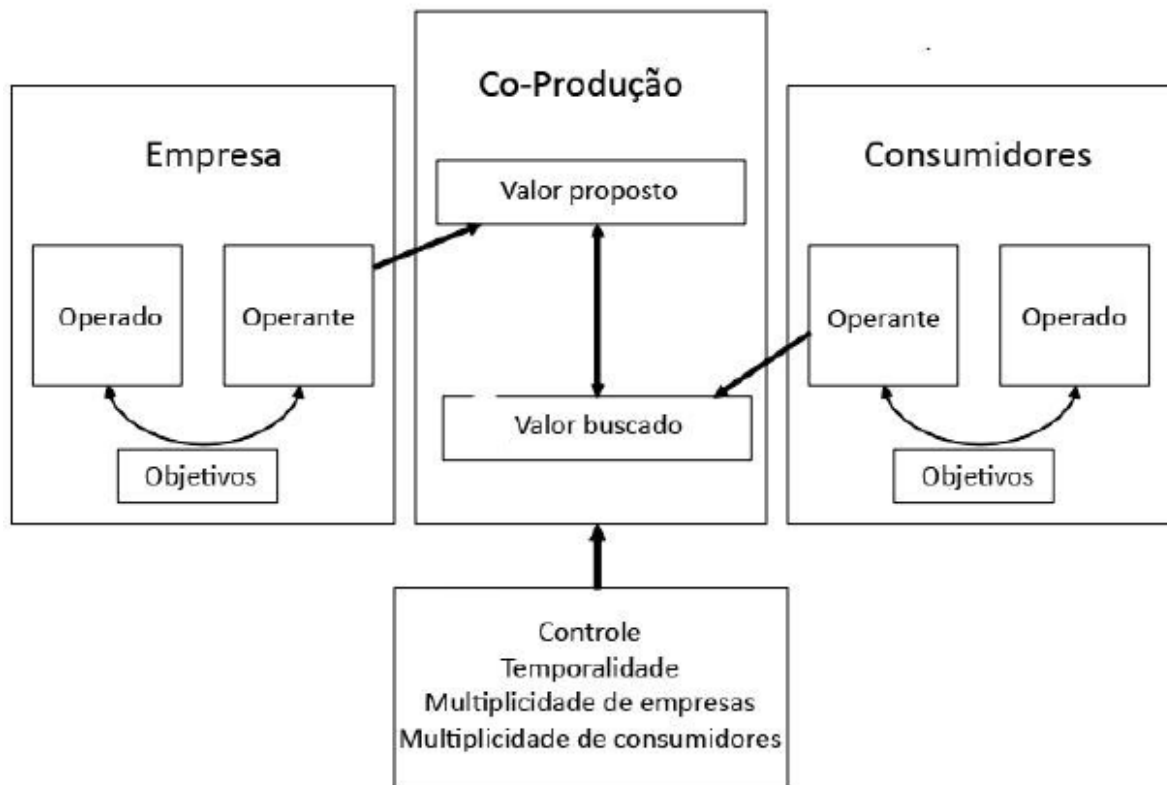 Co-Produção
Empresa
Consumidores
Valor proposto
Operado
Operante
Operante
Operado
Valor buscado
Objetivos
Objetivos
Controle
Temporalidade
Multiplicidade de empresas
Multiplicidade de consumidores